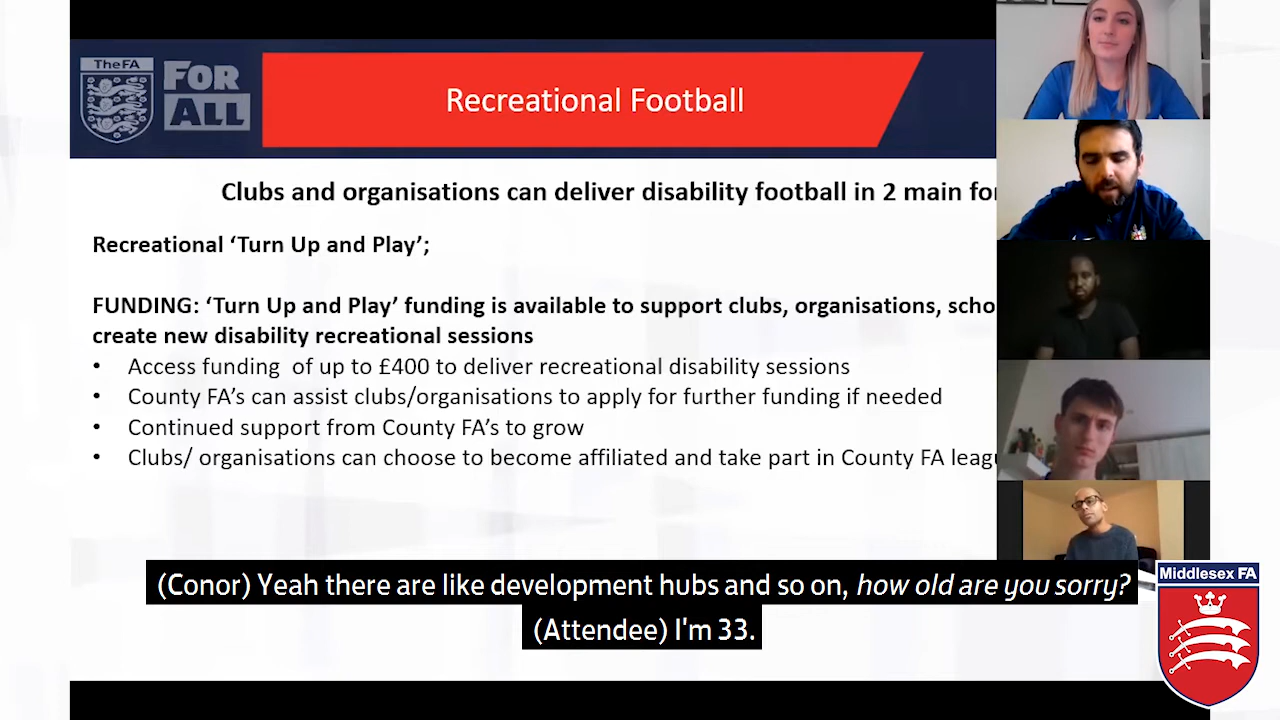 TheFA
FOR
ALL
Recreational Football
Clubs and organisations can deliver disability football in 2 main
Recreational ‘Turn Up and Play’;
FUNDING: ‘Turn Up and Play’ funding is available to support clubs, organisations,
create new disability recreational sessions
• Access funding of up to £400 to deliver recreational disability sessions
• County FA’s can assist clubs/organisations to apply for further funding if needed
• Continued support from County FA’s to grow
• Clubs/ organisations can choose to become affiliated and take part in County FA
(Conor) Yeah there are like development hubs and so on, how old are you sorry?
(Attendee) I'm 33.
Middlesex FA